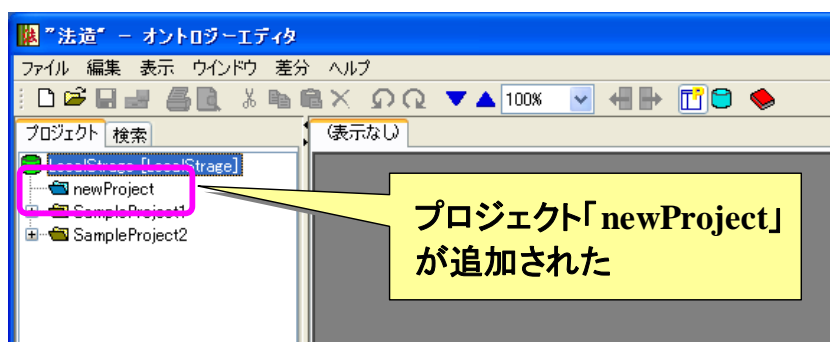 "法造" - オントロジーエディタ
ファイル 編集 表示 ウインドウ 差分 ヘルプ
100%
プロジェクト 検索 (表示なし)
LocalStrage [LocalStrage]
newProject
SampleProject1
SampleProject2
プロジェクト「newProject」
が追加された